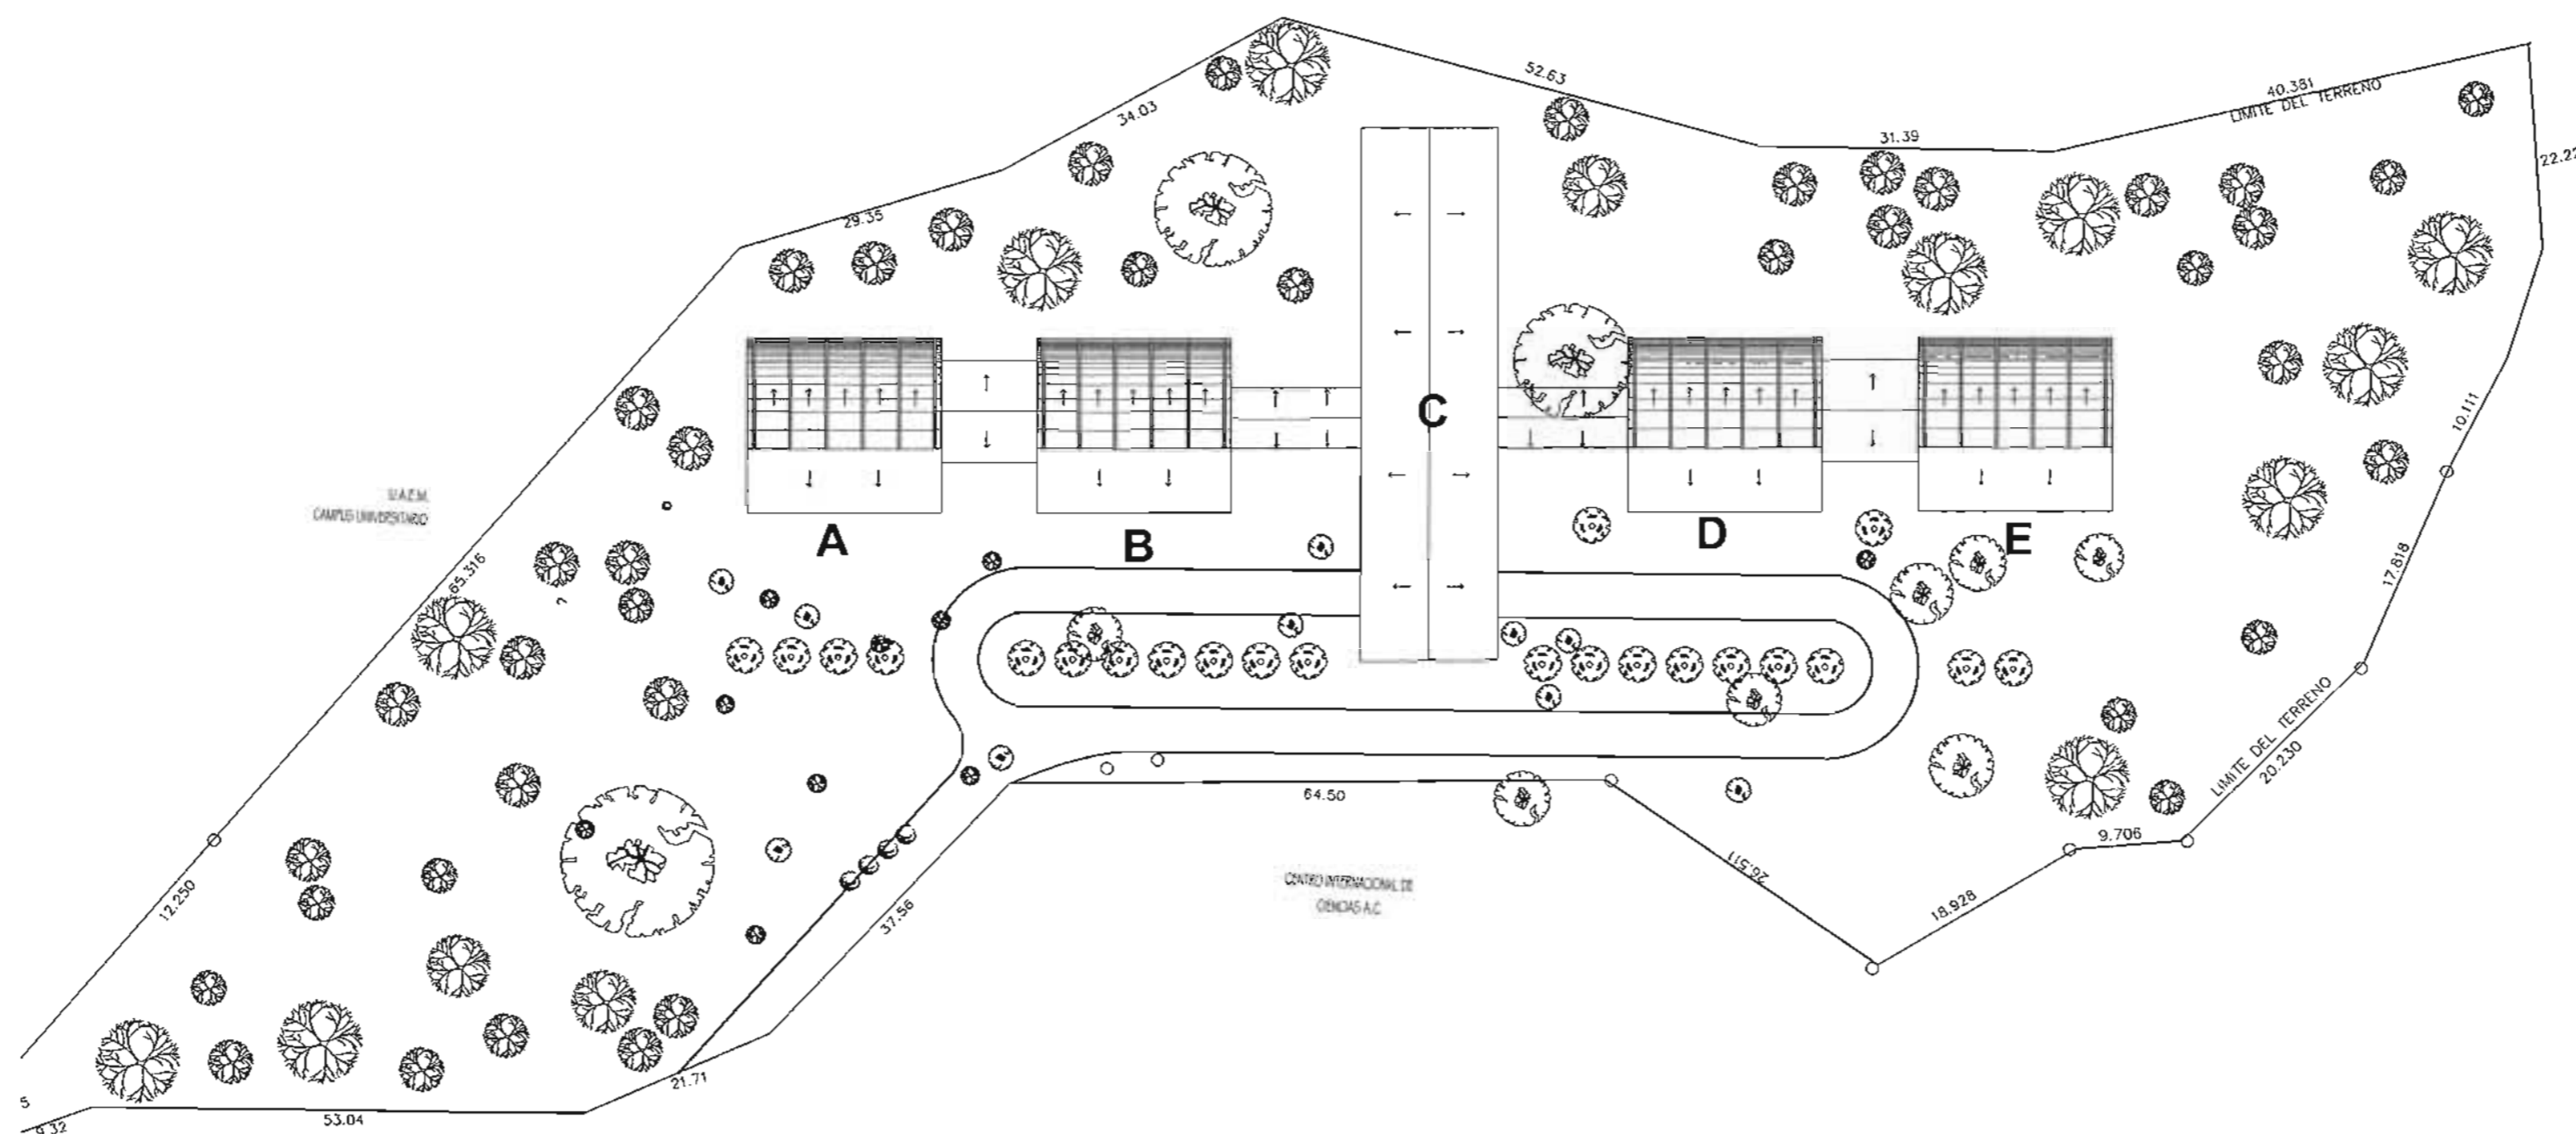 52.63
40.381
LIMITE DEL TERRENO
34.03
31.39
22.22
29.35
C
10.111
U.A.E.M.
CAMPUS UNIVERSITARIO
A
B
D
E
65.316
17.818
LIMITE DEL TERRENO
20.230
64.50
9.706
26.511
CENTRO INTERNACIONAL DE
CIENCIAS A.C.
12.250
37.56
18.928
21.71
5
9.32
53.04